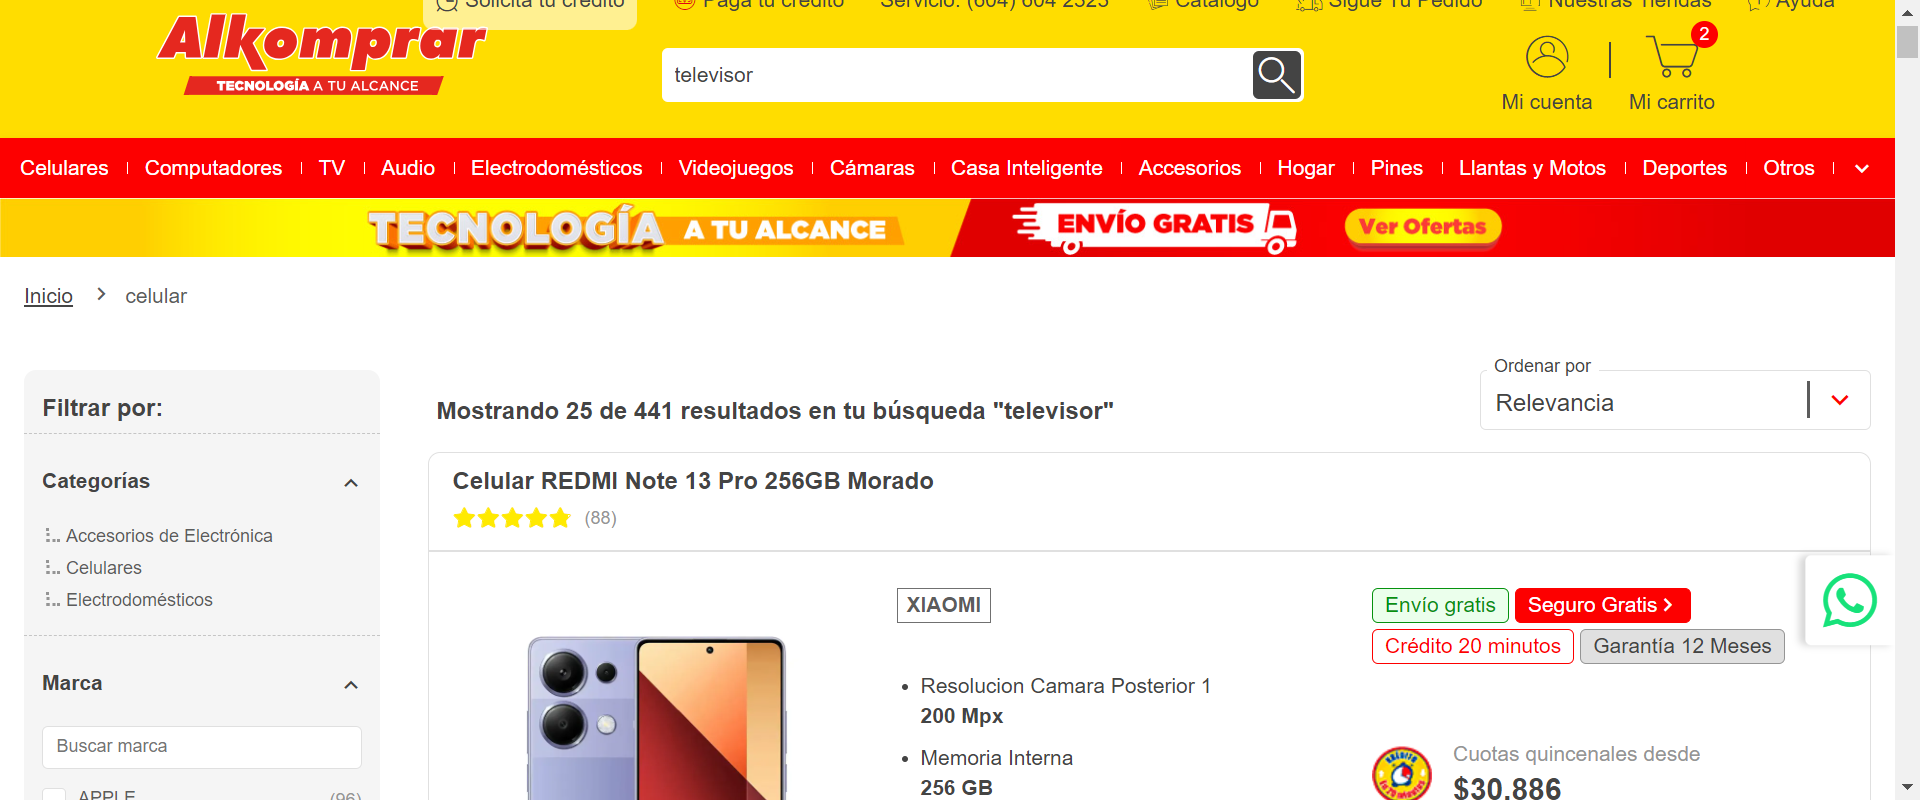 Solicita tu crédito
Paga tu crédito
Servicio: (604) 604 2323
Catálogo
Sigue Tu Pedido
Nuestras Tiendas
Ayuda
Alkomprar
TECNOLOGÍA A TU ALCANCE
televisor
2
Mi cuenta
Mi carrito
Celulares
Computadores
TV
Audio
Electrodomésticos
Videojuegos
Cámaras
Casa Inteligente
Accesorios
Hogar
Pines
Llantas y Motos
Deportes
Otros
TECNOLOGÍA A TU ALCANCE
ENVÍO GRATIS
Ver Ofertas
Inicio
celular
Ordenar por
Relevancia
Filtrar por:
Mostrando 25 de 441 resultados en tu búsqueda "televisor"
Categorías
Accesorios de Electrónica
Celulares
Electrodomésticos
Marca
Buscar marca
APPLE (96)
Celular REDMI Note 13 Pro 256GB Morado
(88)
XIAOMI
Resolucion Camara Posterior 1
200 Mpx
Memoria Interna
256 GB
Envío gratis
Seguro Gratis
Crédito 20 minutos
Garantía 12 Meses
Cuotas quincenales desde
$30.886